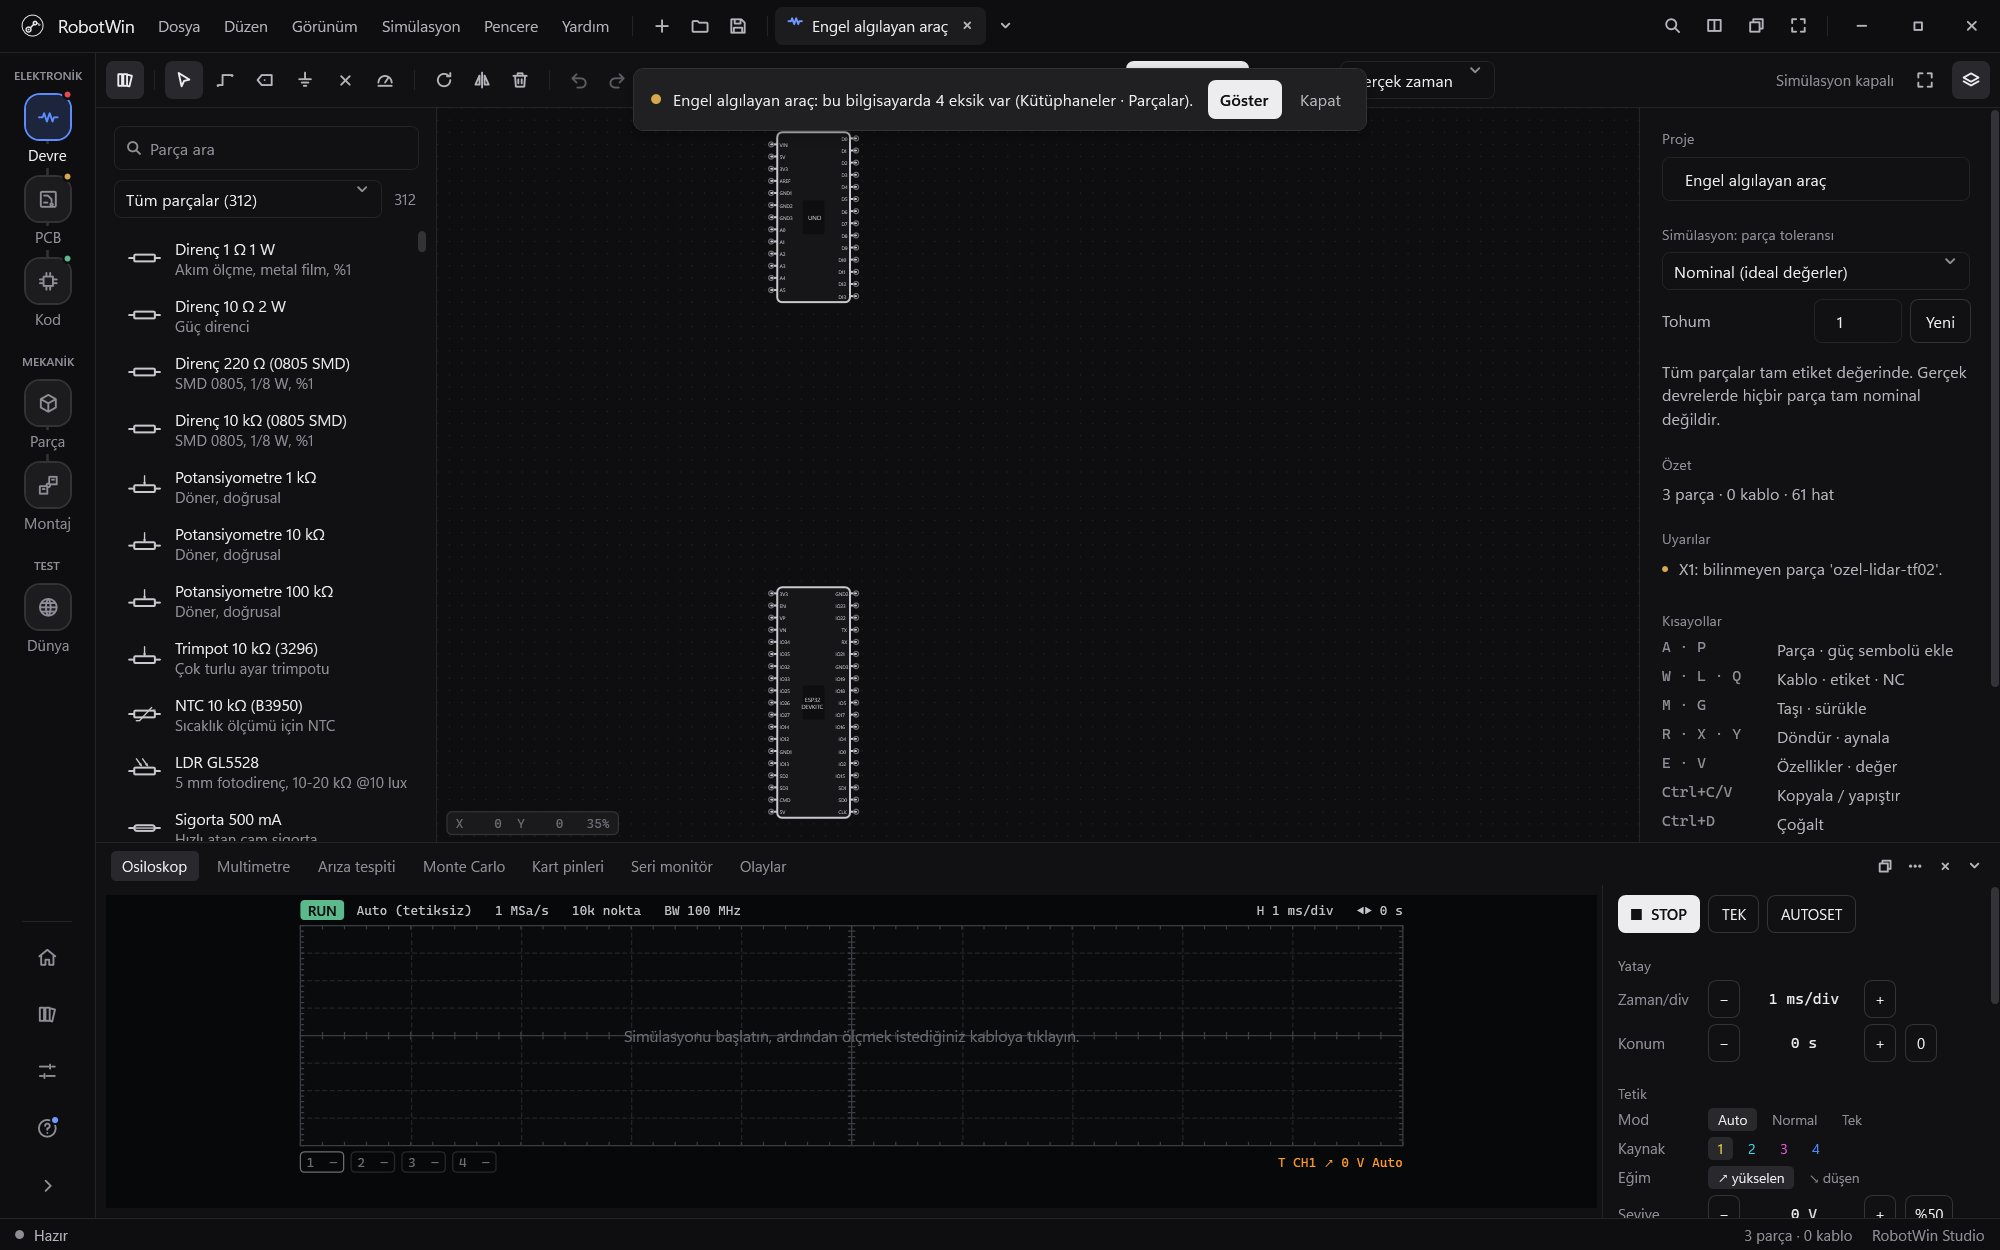 RobotWin Dosya Düzen Görünüm Simülasyon Pencere Yardım
Engel algılayan araç
ELEKTRONİK
Devre
PCB
Kod
MEKANİK
Parça
Montaj
TEST
Dünya
Engel algılayan araç: bu bilgisayarda 4 eksik var (Kütüphaneler · Parçalar). Göster Kapat
erçek zaman
Simülasyon kapalı
Parça ara
Tüm parçalar (312) 312
Direnç 1 Ω 1 W
Akım ölçme, metal film, %1
Direnç 10 Ω 2 W
Güç direnci
Direnç 220 Ω (0805 SMD)
SMD 0805, 1/8 W, %1
Direnç 10 kΩ (0805 SMD)
SMD 0805, 1/8 W, %1
Potansiyometre 1 kΩ
Döner, doğrusal
Potansiyometre 10 kΩ
Döner, doğrusal
Potansiyometre 100 kΩ
Döner, doğrusal
Trimpot 10 kΩ (3296)
Çok turlu ayar trimpotu
NTC 10 kΩ (B3950)
Sıcaklık ölçümü için NTC
LDR GL5528
5 mm fotodirenç, 10-20 kΩ @10 lux
Sigorta 500 mA
Hızlı atan cam sigorta
UNO
ESP32
DEVKITC
X 0 Y 0 35%
Proje
Engel algılayan araç
Simülasyon: parça toleransı
Nominal (ideal değerler)
Tohum 1 Yeni
Tüm parçalar tam etiket değerinde. Gerçek
devrelerde hiçbir parça tam nominal
değildir.
Özet
3 parça · 0 kablo · 61 hat
Uyarılar
X1: bilinmeyen parça 'ozel-lidar-tf02'.
Kısayollar
A · P Parça · güç sembolü ekle
W · L · Q Kablo · etiket · NC
M · G Taşı · sürükle
R · X · Y Döndür · aynala
E · V Özellikler · değer
Ctrl+C/V Kopyala / yapıştır
Ctrl+D Çoğalt
Osiloskop Multimetre Arıza tespiti Monte Carlo Kart pinleri Seri monitör Olaylar
RUN Auto (tetiksiz) 1 MSa/s 10k nokta BW 100 MHz H 1 ms/div 0 s
Simülasyonu başlatın, ardından ölçmek istediğiniz kabloya tıklayın.
1 — 2 — 3 — 4 — T CH1 ↗ 0 V Auto
STOP TEK AUTOSET
Yatay
Zaman/div − 1 ms/div +
Konum − 0 s + 0
Tetik
Mod Auto Normal Tek
Kaynak 1 2 3 4
Eğim ↗ yükselen ↘ düşen
Seviye − 0 V + %50
Hazır 3 parça · 0 kablo RobotWin Studio